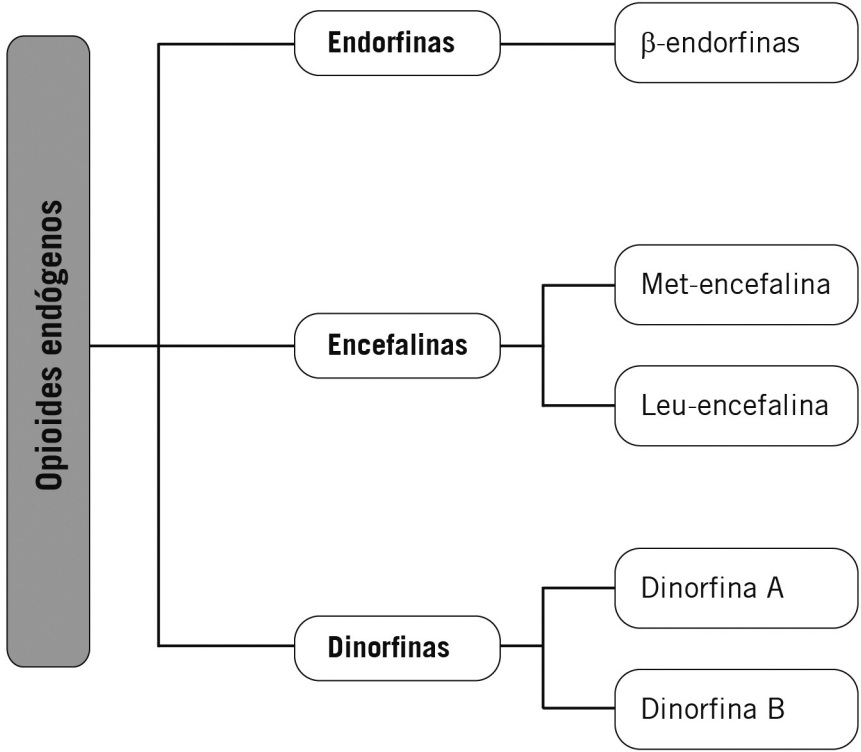 Opioides endógenos
Endorfinas
β-endorfinas
Encefalinas
Met-encefalina
Leu-encefalina
Dinorfinas
Dinorfina A
Dinorfina B